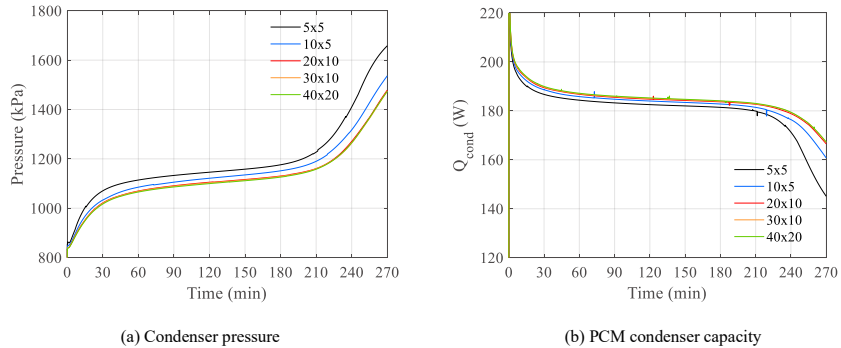 1800
1600
1400
1200
1000
800
Pressure (kPa)
5x5
10x5
20x10
30x10
40x20
0 30 60 90 120 150 180 210 240 270
Time (min)
(a) Condenser pressure
220
200
180
160
140
120
Q_cond (W)
5x5
10x5
20x10
30x10
40x20
0 30 60 90 120 150 180 210 240 270
Time (min)
(b) PCM condenser capacity